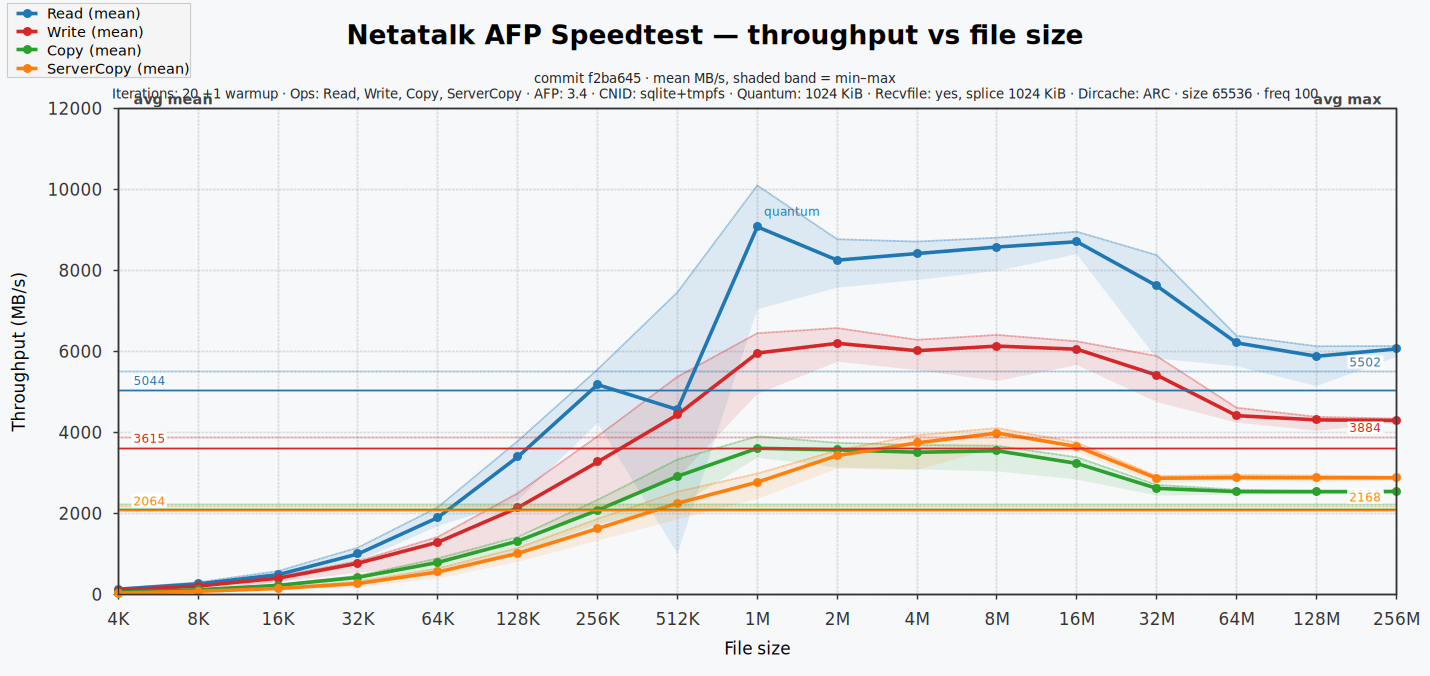 Read (mean)
Write (mean)
Copy (mean)
ServerCopy (mean)
Netatalk AFP Speedtest — throughput vs file size
commit f2ba645 · mean MB/s, shaded band = min–max
Iterations: 20 +1 warmup · Ops: Read, Write, Copy, ServerCopy · AFP: 3.4 · CNID: sqlite+tmpfs · Quantum: 1024 KiB · Recvfile: yes, splice 1024 KiB · Dircache: ARC · size 65536 · freq 100
avg mean
avg max
12000
10000
8000
6000
4000
2000
0
Throughput (MB/s)
quantum
5044
5502
3615
3884
2064
2168
4K 8K 16K 32K 64K 128K 256K 512K 1M 2M 4M 8M 16M 32M 64M 128M 256M
File size